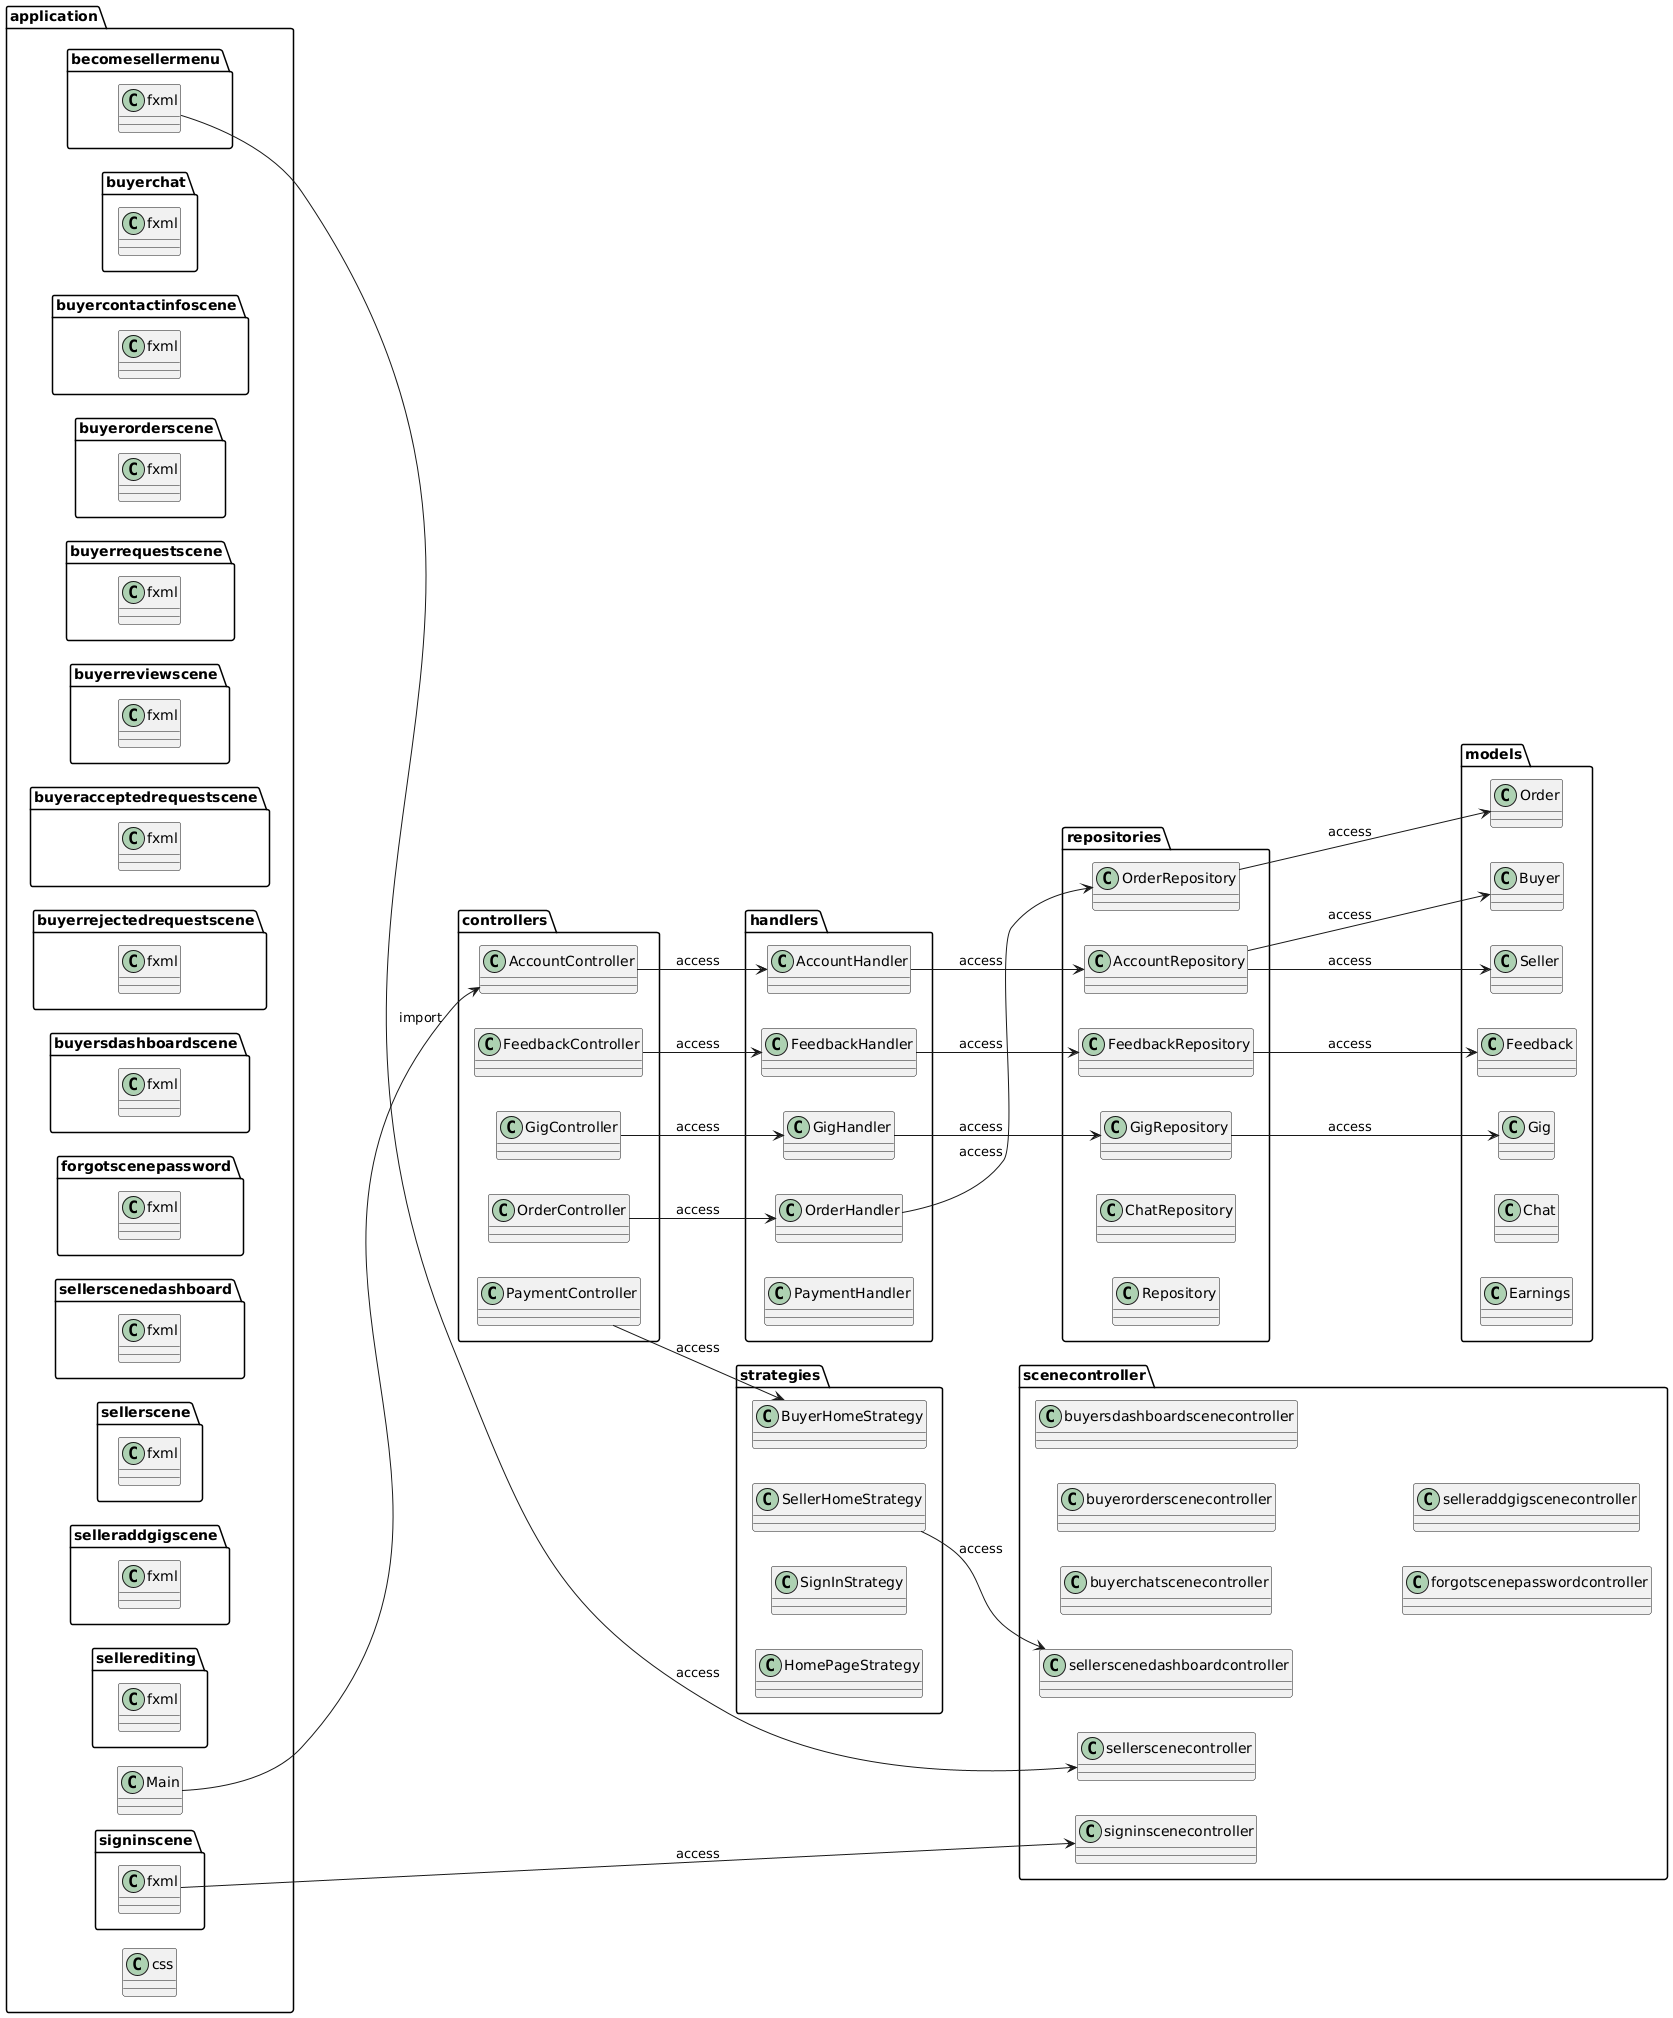 application
becomesellermenu
C fxml
buyerchat
C fxml
buyercontactinfoscene
C fxml
buyerorderscene
C fxml
buyerrequestscene
C fxml
buyerreviewscene
C fxml
buyeracceptedrequestscene
C fxml
buyerrejectedrequestscene
C fxml
buyersdashboardscene
C fxml
forgotscenepassword
C fxml
sellerscenedashboard
C fxml
sellerscene
C fxml
selleraddgigscene
C fxml
sellerediting
C fxml
C Main
signinscene
C fxml
C css
import
access
access
controllers
C AccountController
C FeedbackController
C GigController
C OrderController
C PaymentController
access
access
access
access
access
handlers
C AccountHandler
C FeedbackHandler
C GigHandler
C OrderHandler
C PaymentHandler
access
access
access
access
strategies
C BuyerHomeStrategy
C SellerHomeStrategy
C SignInStrategy
C HomePageStrategy
access
repositories
C OrderRepository
C AccountRepository
C FeedbackRepository
C GigRepository
C ChatRepository
C Repository
access
access
access
access
access
models
C Order
C Buyer
C Seller
C Feedback
C Gig
C Chat
C Earnings
scenecontroller
C buyersdashboardscenecontroller
C buyerorderscenecontroller
C selleraddgigscenecontroller
C buyerchatscenecontroller
C forgotscenepasswordcontroller
C sellerscenedashboardcontroller
C sellerscenecontroller
C signinscenecontroller